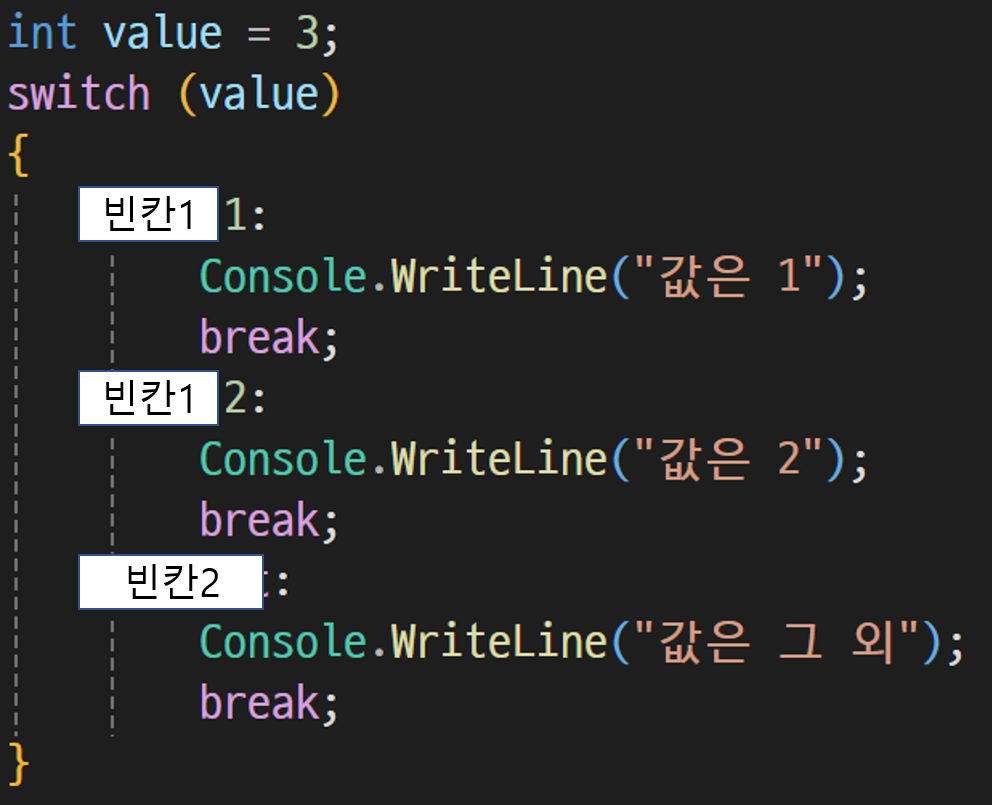 int value = 3;
switch (value)
{
빈칸1 1:
Console.WriteLine("값은 1");
break;
빈칸1 2:
Console.WriteLine("값은 2");
break;
빈칸2 :
Console.WriteLine("값은 그 외");
break;
}